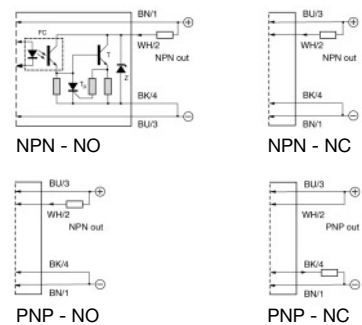 BN/1
FC
T
WH/2
NPN out
Th
Z
BK/4
BU/3
NPN - NO
BU/3
WH/2
NPN out
BK/4
BN/1
NPN - NC
BU/3
WH/2
NPN out
BK/4
BN/1
PNP - NO
BU/3
WH/2
PNP out
BK/4
BN/1
PNP - NC